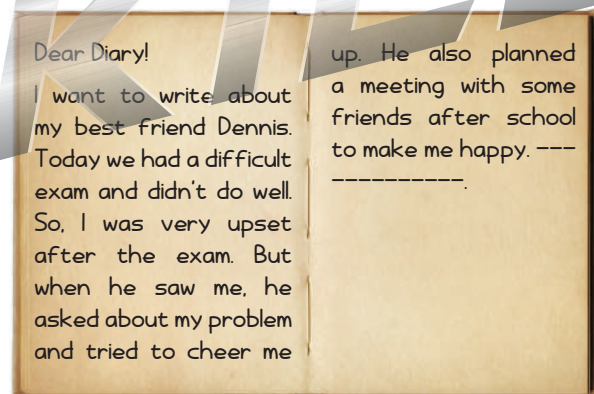 Dear Diary!
I want to write about
my best friend Dennis.
Today we had a difficult
exam and didn't do well.
So, I was very upset
after the exam. But
when he saw me, he
asked about my problem
and tried to cheer me
up. He also planned
a meeting with some
friends after school
to make me happy. ---
-----------.